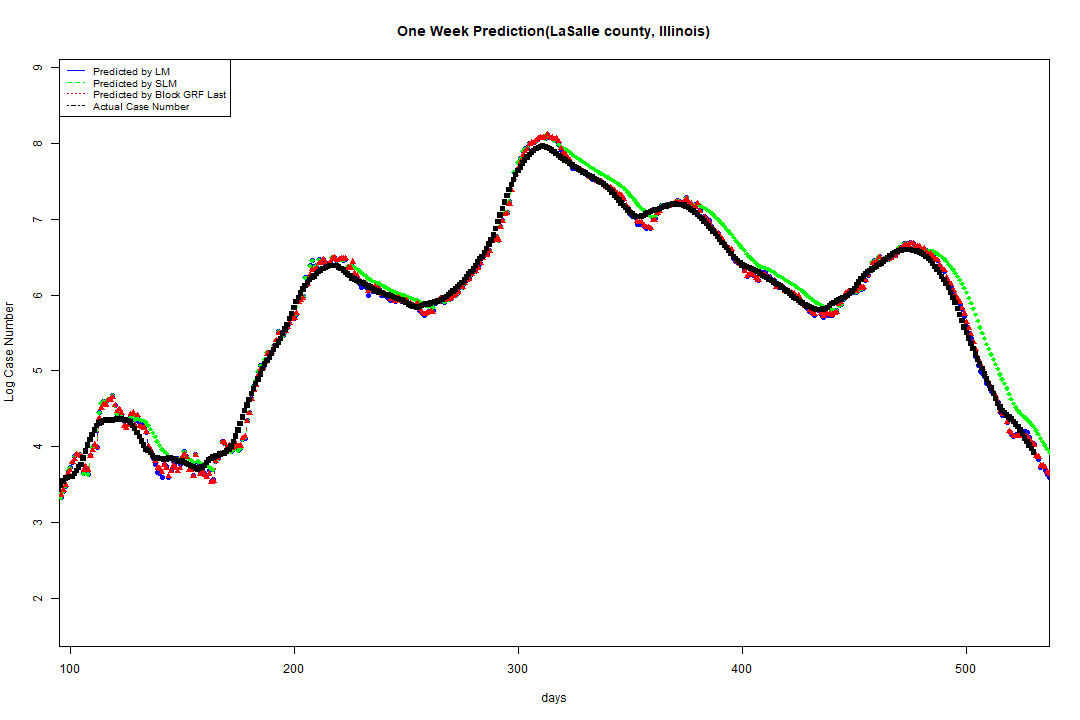 One Week Prediction(LaSalle county, Illinois)
Predicted by LM
Predicted by SLM
Predicted by Block GRF Last
Actual Case Number
Log Case Number
9
8
7
6
5
4
3
2
100 200 300 400 500
days